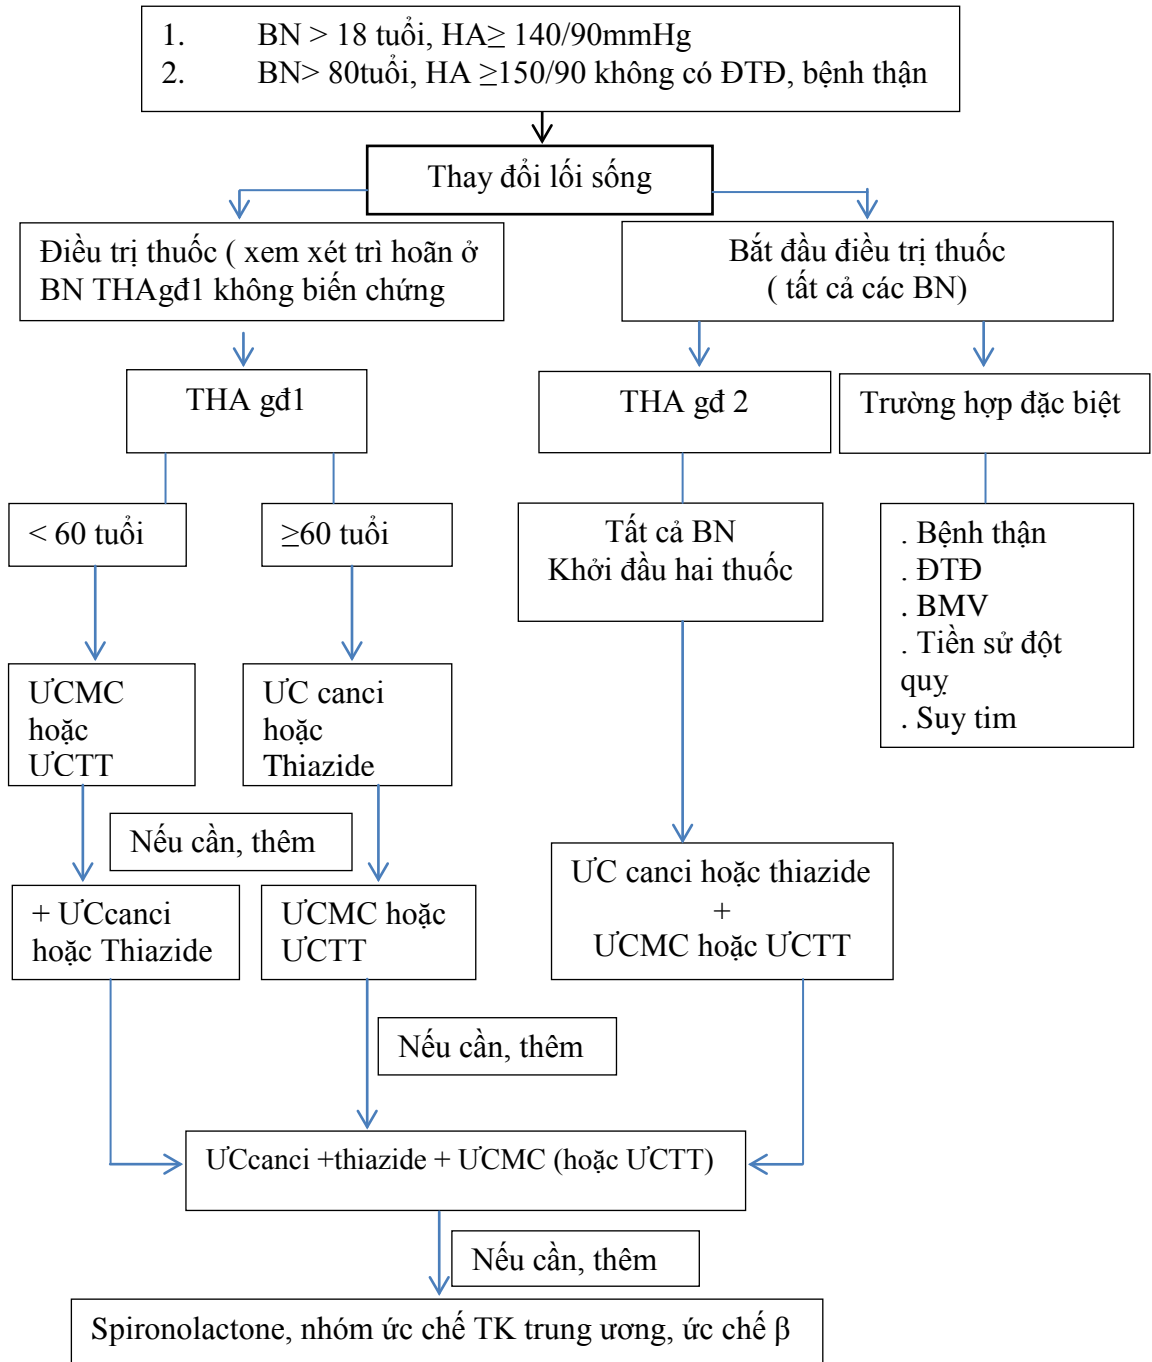 1. BN > 18 tuổi, HA≥ 140/90mmHg
2. BN> 80tuổi, HA ≥150/90 không có ĐTĐ, bệnh thận
Thay đổi lối sống
Điều trị thuốc ( xem xét trì hoãn ở
BN THAgđ1 không biến chứng
Bắt đầu điều trị thuốc
( tất cả các BN)
THA gđ1
THA gđ 2
Trường hợp đặc biệt
< 60 tuổi
≥60 tuổi
Tất cả BN
Khởi đầu hai thuốc
. Bệnh thận
. ĐTĐ
. BMV
. Tiền sử đột
quỵ
. Suy tim
ƯCMC
hoặc
ƯCTT
ƯC canci
hoặc
Thiazide
Nếu cần, thêm
+ ƯCcanci
hoặc Thiazide
ƯCMC hoặc
ƯCTT
ƯC canci hoặc thiazide
+
ƯCMC hoặc ƯCTT
Nếu cần, thêm
ƯCcanci +thiazide + ƯCMC (hoặc ƯCTT)
Nếu cần, thêm
Spironolactone, nhóm ức chế TK trung ương, ức chế β